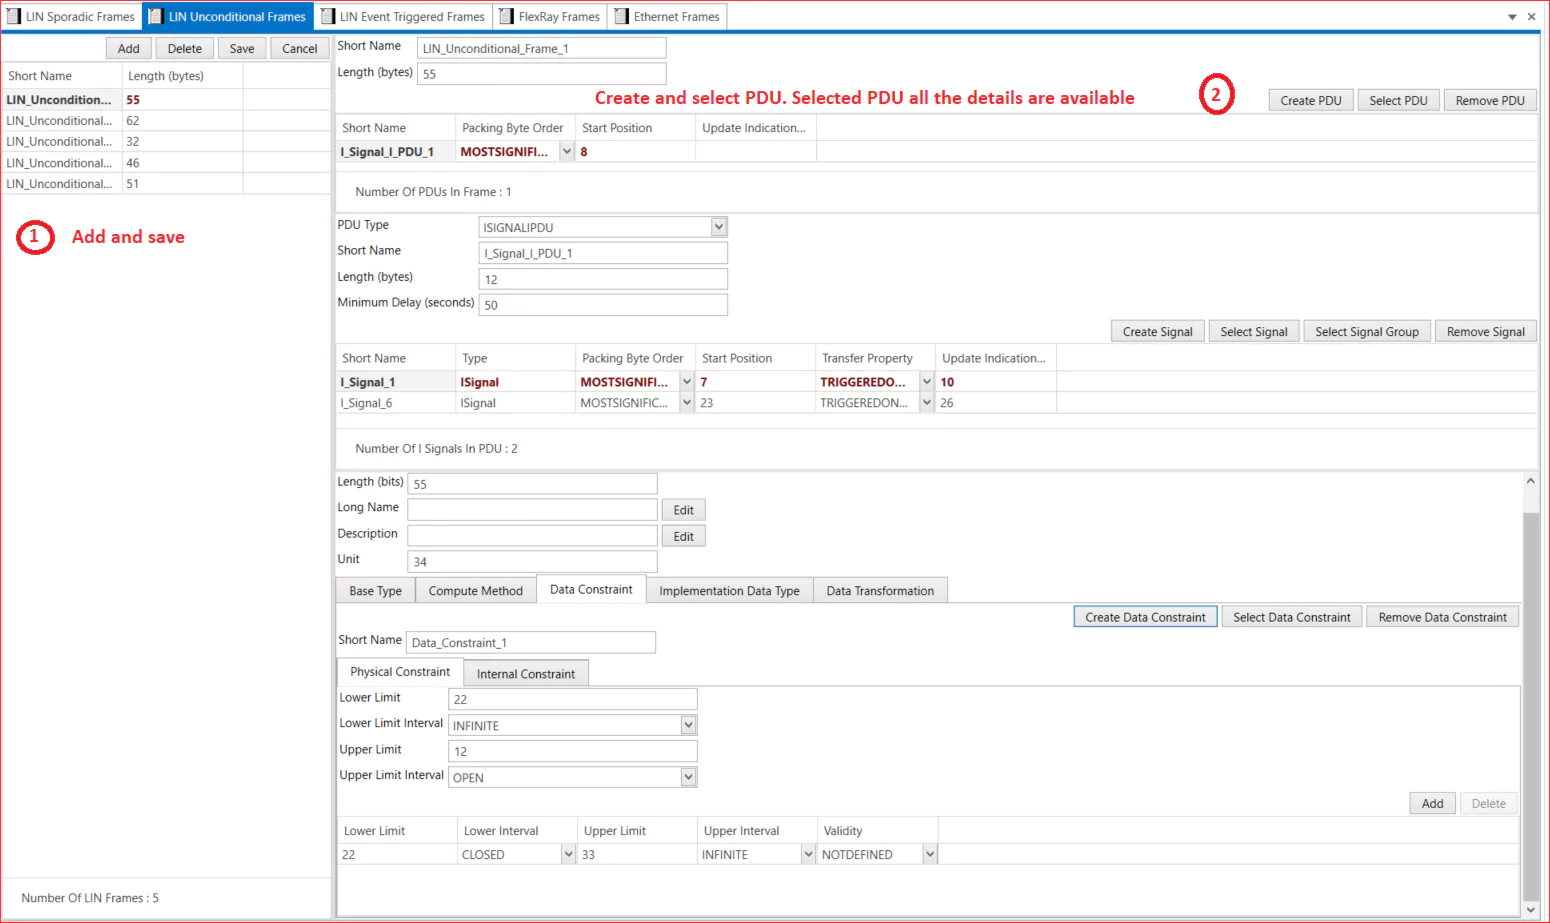 LIN Sporadic Frames LIN Unconditional Frames LIN Event Triggered Frames FlexRay Frames Ethernet Frames
Add Delete Save Cancel
Short Name Length (bytes)
LIN_Uncondition... 55
LIN_Unconditional... 62
LIN_Unconditional... 32
LIN_Unconditional... 46
LIN_Unconditional... 51
1 Add and save
Number Of LIN Frames : 5
Short Name LIN_Unconditional_Frame_1
Length (bytes) 55
Create and select PDU. Selected PDU all the details are available 2
Create PDU Select PDU Remove PDU
Short Name Packing Byte Order Start Position Update Indication...
I_Signal_I_PDU_1 MOSTSIGNIFI... 8
Number Of PDUs In Frame : 1
PDU Type ISIGNALIPDU
Short Name I_Signal_I_PDU_1
Length (bytes) 12
Minimum Delay (seconds) 50
Create Signal Select Signal Select Signal Group Remove Signal
Short Name Type Packing Byte Order Start Position Transfer Property Update Indication...
I_Signal_1 ISignal MOSTSIGNIFI... 7 TRIGGEREDO... 10
I_Signal_6 ISignal MOSTSIGNIFIC... 23 TRIGGEREDON... 26
Number Of I Signals In PDU : 2
Length (bits) 55
Long Name Edit
Description Edit
Unit 34
Base Type Compute Method Data Constraint Implementation Data Type Data Transformation
Create Data Constraint Select Data Constraint Remove Data Constraint
Short Name Data_Constraint_1
Physical Constraint Internal Constraint
Lower Limit 22
Lower Limit Interval INFINITE
Upper Limit 12
Upper Limit Interval OPEN
Add Delete
Lower Limit Lower Interval Upper Limit Upper Interval Validity
22 CLOSED 33 INFINITE NOTDEFINED